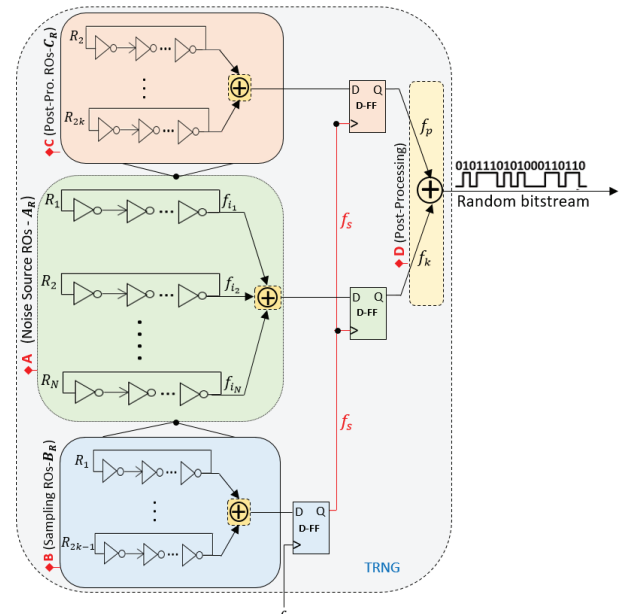 C (Post-Pro. ROs-C_R)
R_2
...
R_{2k}
...
D Q
D-FF
f_p
A (Noise Source ROs - A_R)
R_1
...
f_{i_1}
R_2
...
f_{i_2}
R_N
...
f_{i_N}
f_s
D (Post-Processing)
0101110101000110110
Random bitstream
f_k
D Q
D-FF
f_s
B (Sampling ROs-B_R)
R_1
...
R_{2k-1}
...
D Q
D-FF
TRNG